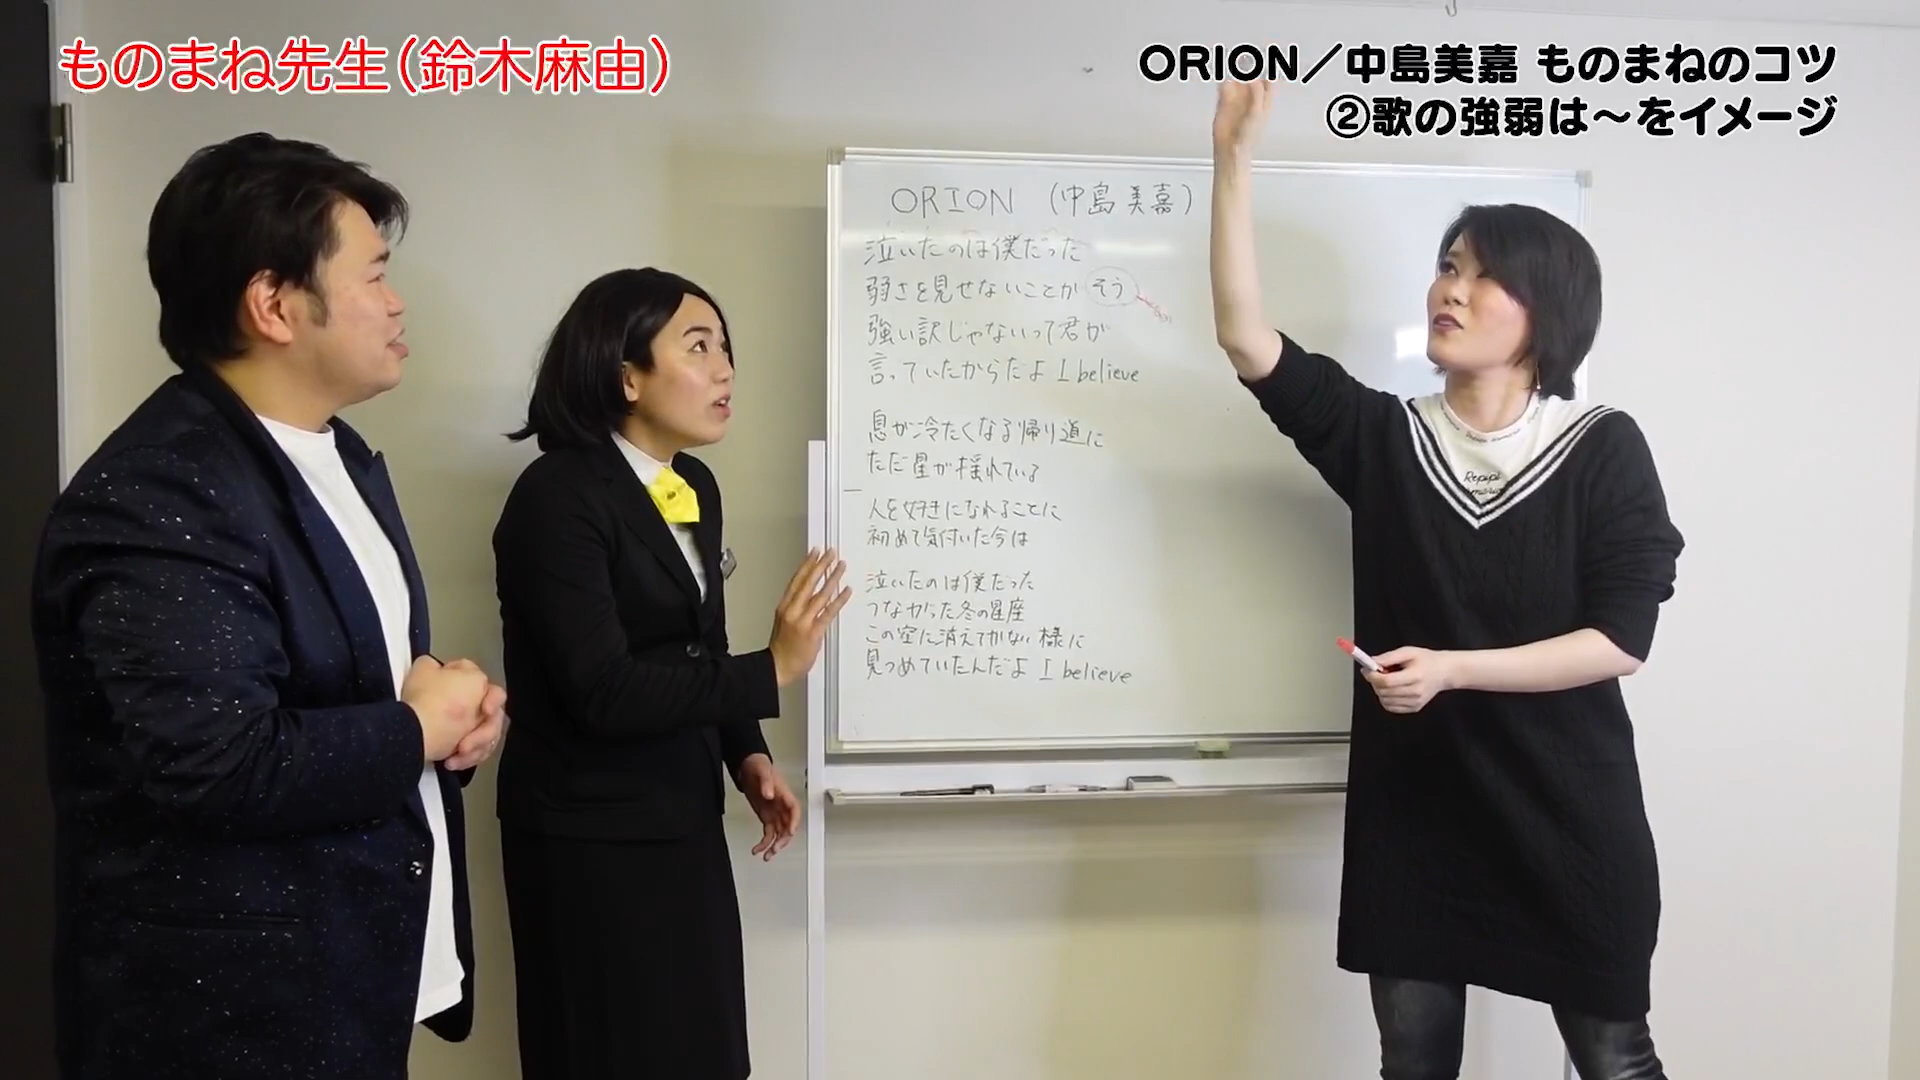 ものまね先生(鈴木麻由)
ORION／中島美嘉 ものまねのコツ
②歌の強弱は～をイメージ
ORION (中島美嘉)
泣いたのは僕だった
弱さを見せないことが そう
強い訳じゃないって君が
言っていたからだよ I believe
息が冷たくなる帰り道に
ただ星が揺れている
人を好きになれることに
初めて気付いた今は
泣いたのは僕だった
つながった冬の星座
この空に消えてかない様に
見つめていたんだよ I believe
Repipi